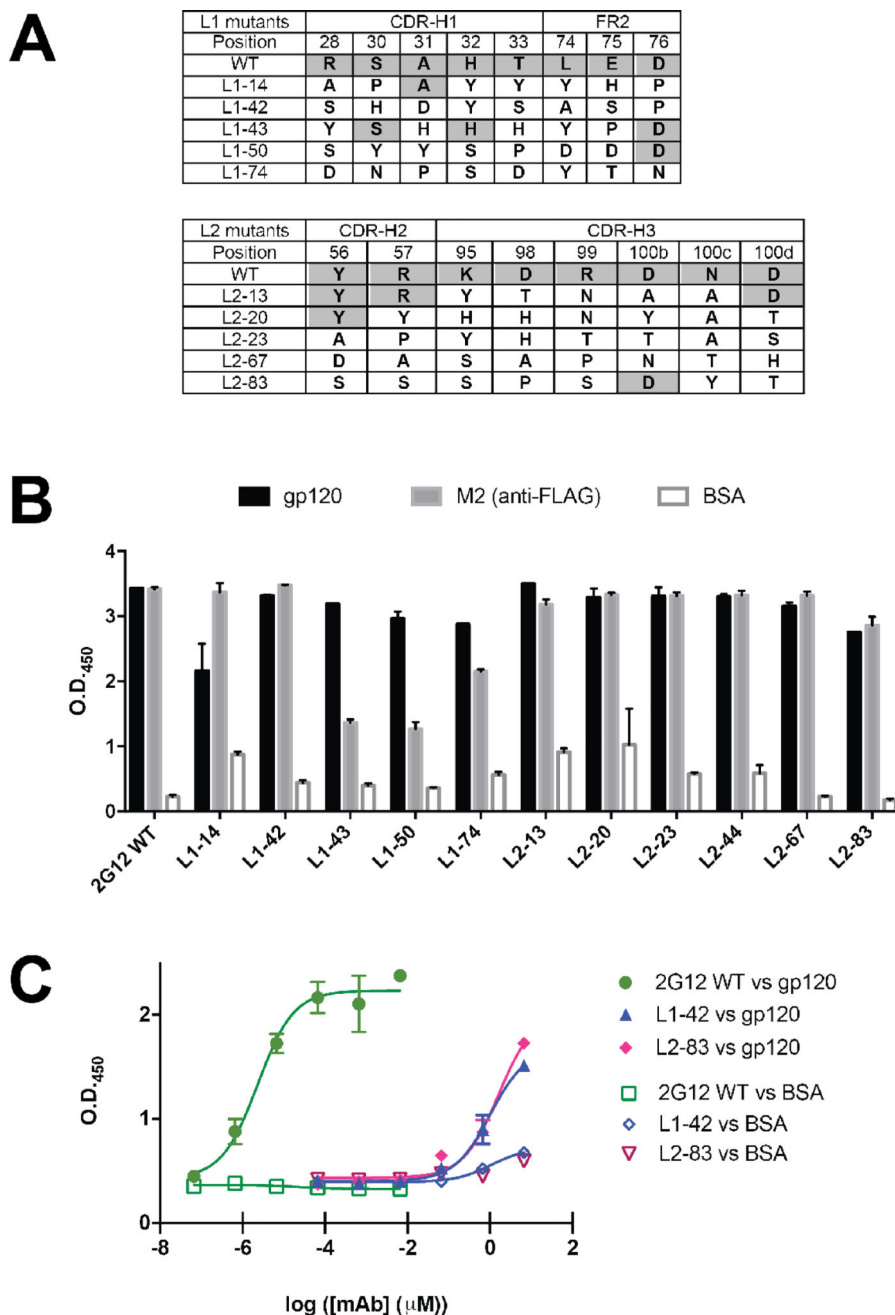 A
L1 mutants CDR-H1 FR2
Position 28 30 31 32 33 74 75 76
WT R S A H T L E D
L1-14 A P A Y Y Y H P
L1-42 S H D Y S A S P
L1-43 Y S H H H Y P D
L1-50 S Y Y S P D D D
L1-74 D N P S D Y T N
L2 mutants CDR-H2 CDR-H3
Position 56 57 95 98 99 100b 100c 100d
WT Y R K D R D N D
L2-13 Y R Y T N A A D
L2-20 Y Y H H N Y A T
L2-23 A P Y H T T A S
L2-67 D A S A P N T H
L2-83 S S S P S D Y T
B
gp120 M2 (anti-FLAG) BSA
4
3
2
1
0
O.D.450
2G12 WT L1-14 L1-42 L1-43 L1-50 L1-74 L2-13 L2-20 L2-23 L2-44 L2-67 L2-83
C
2
1
0
O.D.450
-8 -6 -4 -2 0 2
log ([mAb] (μM))
2G12 WT vs gp120
L1-42 vs gp120
L2-83 vs gp120
2G12 WT vs BSA
L1-42 vs BSA
L2-83 vs BSA